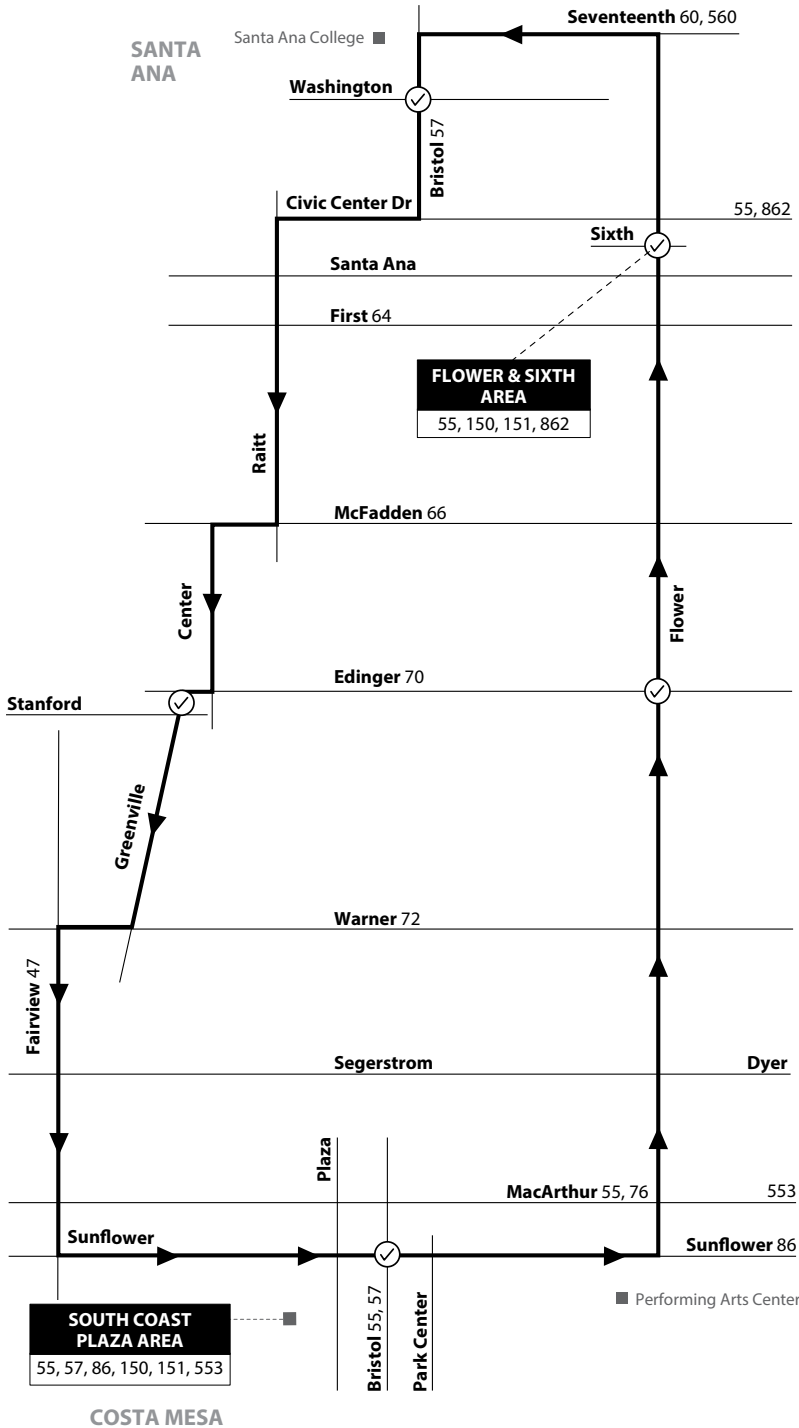 Seventeenth 60, 560
Santa Ana College
SANTA
ANA
Washington
Bristol 57
Civic Center Dr
55, 862
Sixth
Santa Ana
First 64
FLOWER & SIXTH
AREA
55, 150, 151, 862
Raitt
McFadden 66
Center
Flower
Edinger 70
Stanford
Greenville
Warner 72
Fairview 47
Segerstrom
Dyer
Plaza
MacArthur 55, 76
553
Sunflower
Sunflower 86
Bristol 55, 57
Park Center
Performing Arts Center
SOUTH COAST
PLAZA AREA
55, 57, 86, 150, 151, 553
COSTA MESA